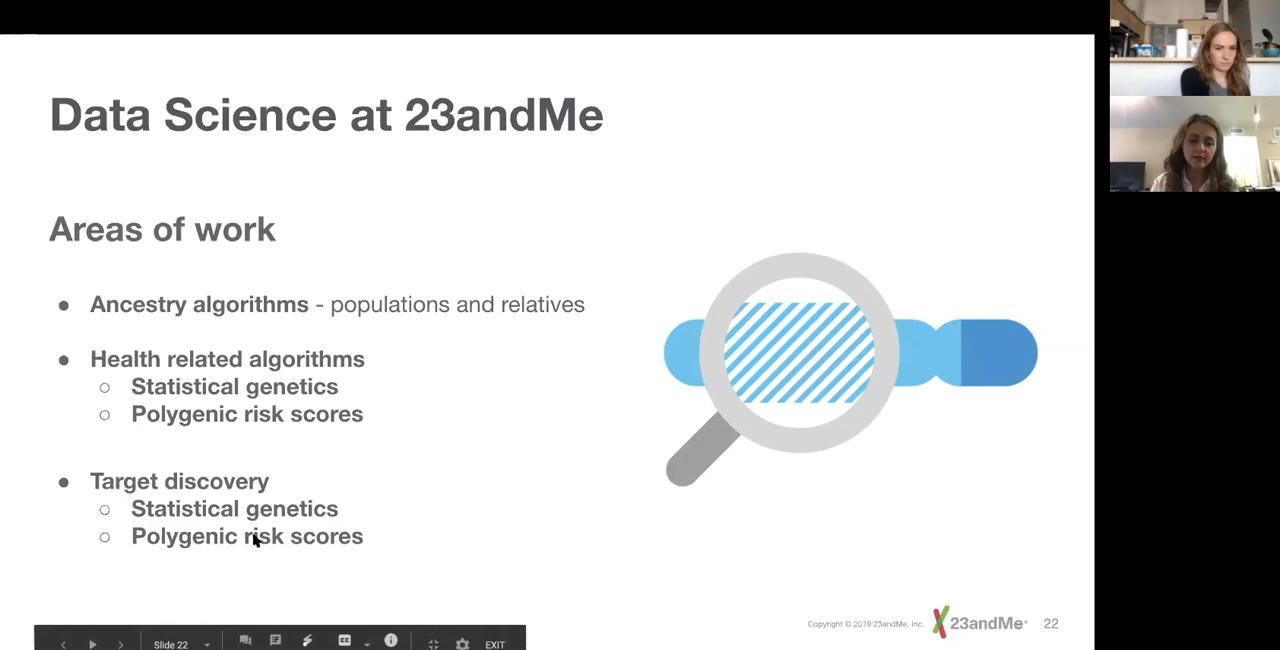 Data Science at 23andMe
Areas of work
● Ancestry algorithms - populations and relatives
● Health related algorithms
○ Statistical genetics
○ Polygenic risk scores
● Target discovery
○ Statistical genetics
○ Polygenic risk scores
Copyright © 2019 23andMe, Inc. 23andMe® 22
Slide 22 CC EXIT